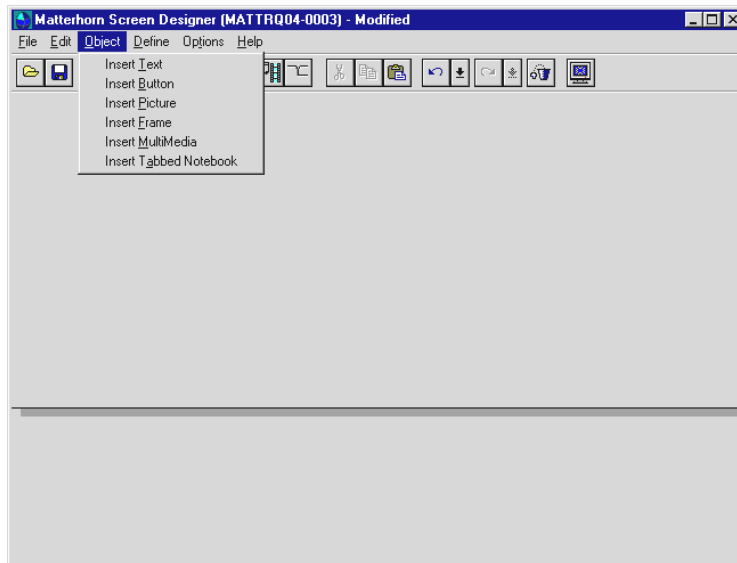 Matterhorn Screen Designer (MATTRQ04-0003) - Modified
File Edit Object Define Options Help
Insert Text
Insert Button
Insert Picture
Insert Frame
Insert MultiMedia
Insert Tabbed Notebook